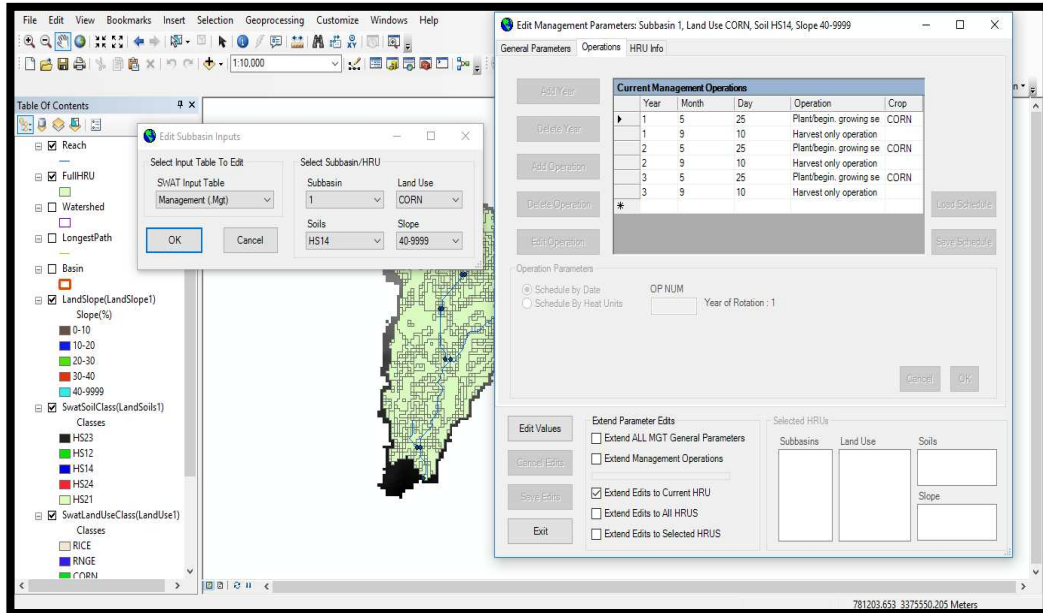 File Edit View Bookmarks Insert Selection Geoprocessing Customize Windows Help
1:10,000
Table Of Contents
Reach
FullHRU
Watershed
LongestPath
Basin
LandSlope(LandSlope1)
Slope(%)
0-10
10-20
20-30
30-40
40-9999
SwatSoilClass(LandSoils1)
Classes
HS23
HS12
HS14
HS24
HS21
SwatLandUseClass(LandUse1)
Classes
RICE
RNGE
CORN
Edit Subbasin Inputs
Select Input Table To Edit
SWAT Input Table
Management (.Mgt)
OK Cancel
Select Subbasin/HRU
Subbasin Land Use
1 CORN
Soils Slope
HS14 40-9999
Edit Management Parameters: Subbasin 1, Land Use CORN, Soil HS14, Slope 40-9999
General Parameters Operations HRU Info
Add Year
Delete Year
Add Operation
Delete Operation
Edit Operation
Current Management Operations
Year Month Day Operation Crop
1 5 25 Plant/begin. growing se CORN
1 9 10 Harvest only operation
2 5 25 Plant/begin. growing se CORN
2 9 10 Harvest only operation
3 5 25 Plant/begin. growing se CORN
3 9 10 Harvest only operation
*
Load Schedule
Save Schedule
Operation Parameters
Schedule by Date OP NUM
Schedule By Heat Units Year of Rotation : 1
Cancel OK
Edit Values
Cancel Edits
Save Edits
Exit
Extend Parameter Edits
Extend ALL MGT General Parameters
Extend Management Operations
Extend Edits to Current HRU
Extend Edits to All HRUS
Extend Edits to Selected HRUS
Selected HRUs
Subbasins Land Use Soils
Slope
781203.653 3375550.205 Meters